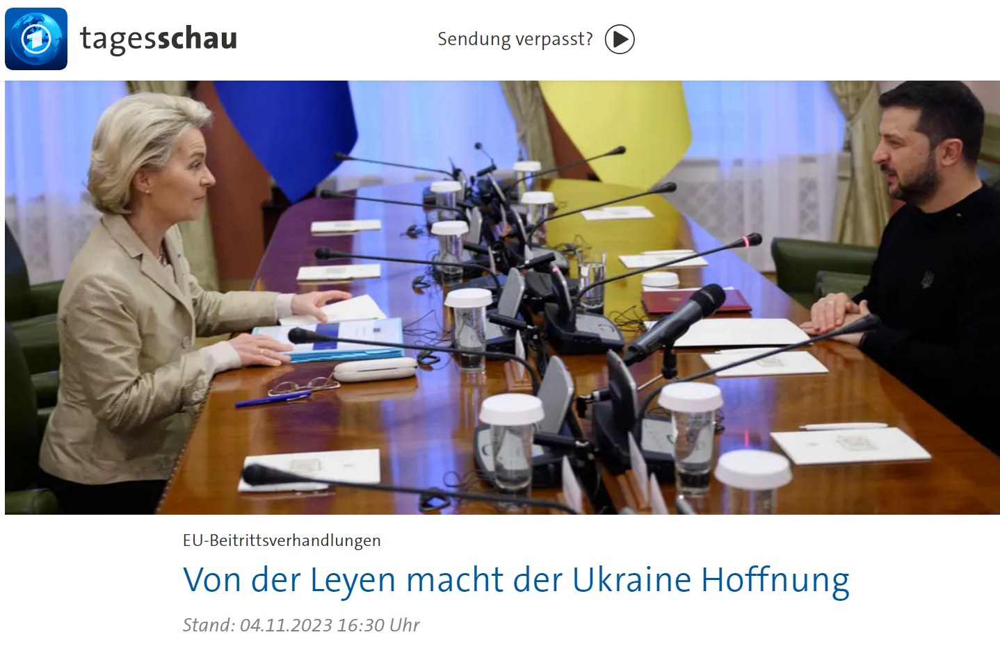 tagesschau
Sendung verpasst?
EU-Beitrittsverhandlungen
Von der Leyen macht der Ukraine Hoffnung
Stand: 04.11.2023 16:30 Uhr